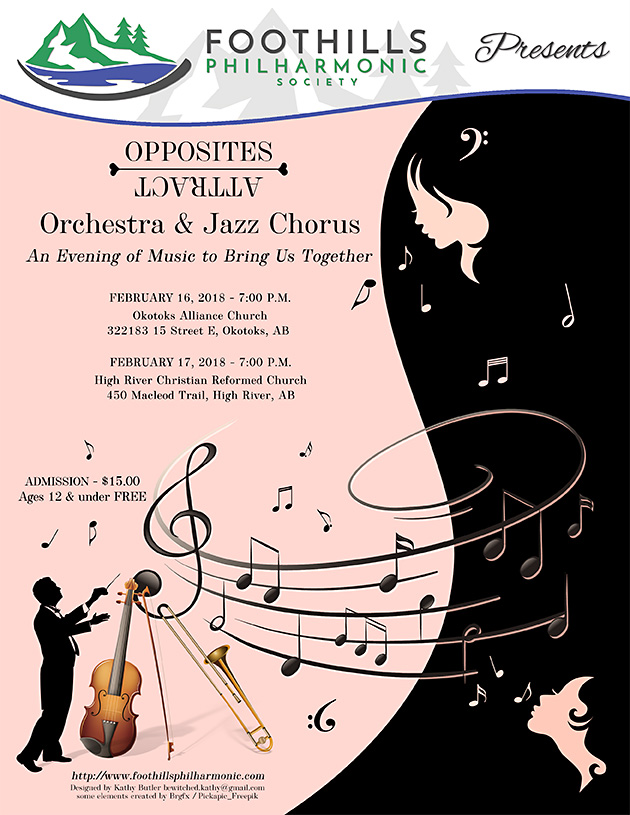 FOOTHILLS
PHILHARMONIC
SOCIETY
Presents
OPPOSITES
ATTRACT
Orchestra & Jazz Chorus
An Evening of Music to Bring Us Together
FEBRUARY 16, 2018 - 7:00 P.M.
Okotoks Alliance Church
322183 15 Street E, Okotoks, AB
FEBRUARY 17, 2018 - 7:00 P.M.
High River Christian Reformed Church
450 Macleod Trail, High River, AB
ADMISSION - $15.00
Ages 12 & under FREE
http://www.foothillsphilharmonic.com
Designed by Kathy Butler bewitched.kathy@gmail.com
some elements created by Brgfx / Pickapic_Freepik